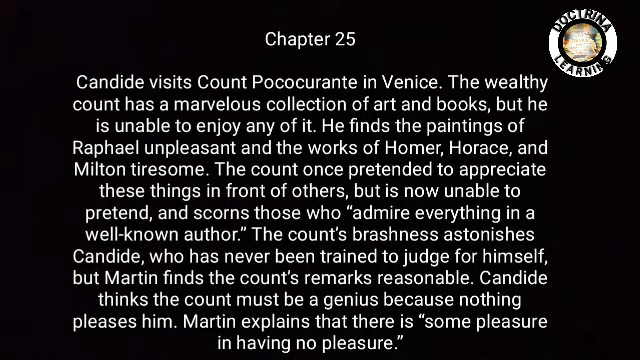 Chapter 25
DOCTRINA
LEARNING
Candide visits Count Pococurante in Venice. The wealthy
count has a marvelous collection of art and books, but he
is unable to enjoy any of it. He finds the paintings of
Raphael unpleasant and the works of Homer, Horace, and
Milton tiresome. The count once pretended to appreciate
these things in front of others, but is now unable to
pretend, and scorns those who “admire everything in a
well-known author.” The count’s brashness astonishes
Candide, who has never been trained to judge for himself,
but Martin finds the count’s remarks reasonable. Candide
thinks the count must be a genius because nothing
pleases him. Martin explains that there is “some pleasure
in having no pleasure.”